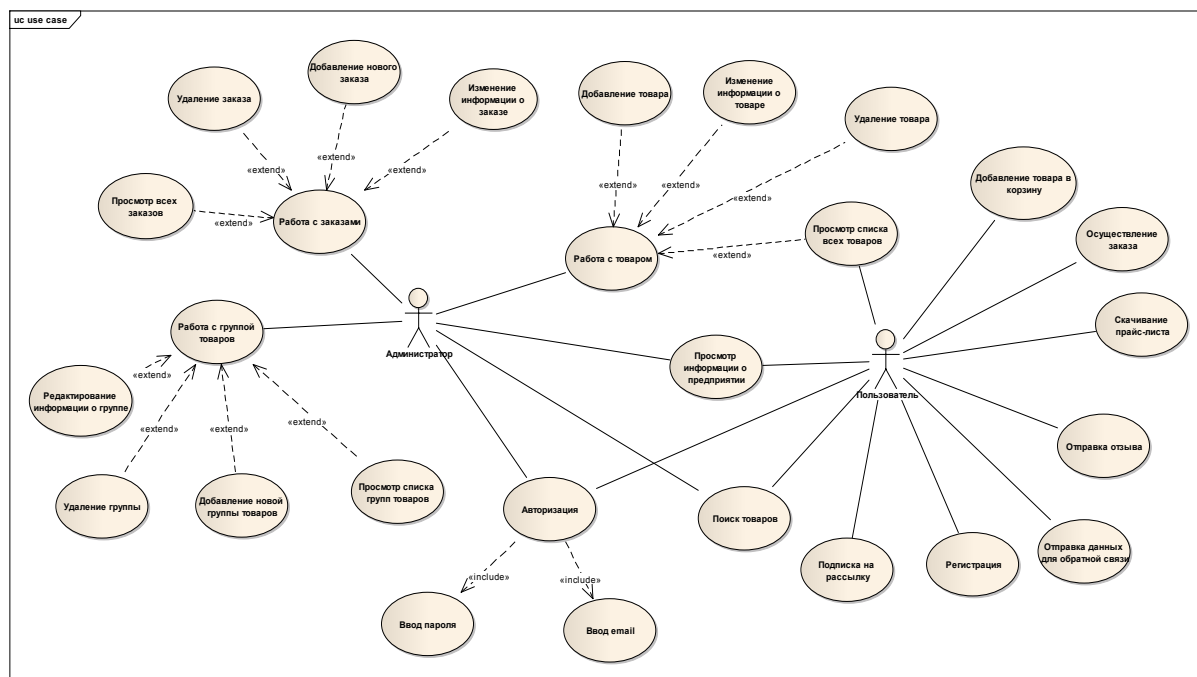 uc use case
Добавление нового
заказа
Удаление заказа
Изменение
информации о
заказе
Добавление товара
Изменение
информации о
товаре
Удаление товара
«extend»
«extend»
«extend»
«extend»
Просмотр всех
заказов
Работа с заказами
«extend»
«extend»
«extend»
«extend»
Работа с товаром
Просмотр списка
всех товаров
Добавление товара в
корзину
Осуществление
заказа
Скачивание
прайс-листа
Работа с группой
товаров
Администратор
Просмотр
информации о
предприятии
Пользователь
Редактирование
информации о группе
«extend»
«extend»
«extend»
«extend»
Удаление группы
Добавление новой
группы товаров
Просмотр списка
групп товаров
Авторизация
Поиск товаров
Отправка отзыва
Подписка на
рассылку
Регистрация
Отправка данных
для обратной связи
«include»
«include»
Ввод пароля
Ввод email